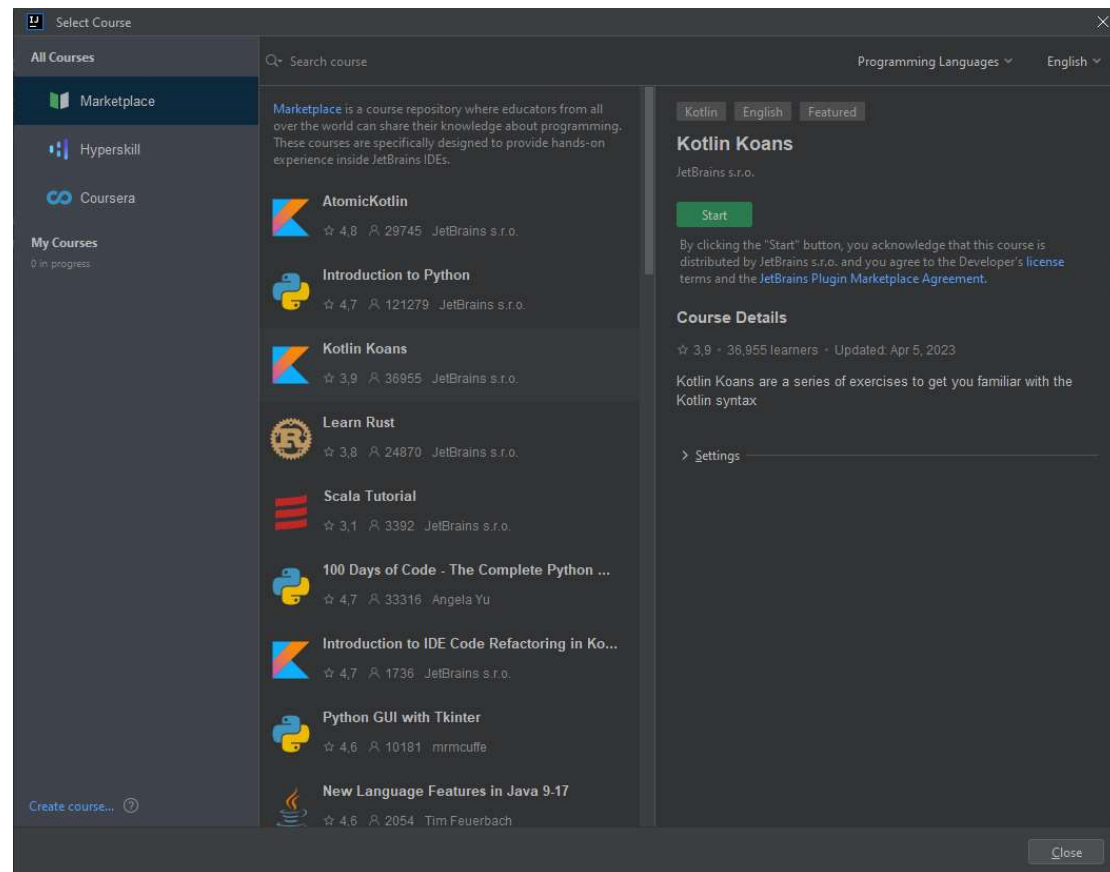 Select Course
All Courses
Marketplace
Hyperskill
Coursera
My Courses
0 in progress
Create course...
Search course
Programming Languages
English
Marketplace is a course repository where educators from all
over the world can share their knowledge about programming.
These courses are specifically designed to provide hands-on
experience inside JetBrains IDEs.
AtomicKotlin
4,8 29745 JetBrains s.r.o.
Introduction to Python
4,7 121279 JetBrains s.r.o.
Kotlin Koans
3,9 36955 JetBrains s.r.o.
Learn Rust
3,8 24870 JetBrains s.r.o.
Scala Tutorial
3,1 3392 JetBrains s.r.o.
100 Days of Code - The Complete Python ...
4,7 33316 Angela Yu
Introduction to IDE Code Refactoring in Ko...
4,7 1736 JetBrains s.r.o.
Python GUI with Tkinter
4,6 10181 mrmcuffe
New Language Features in Java 9-17
4,6 2054 Tim Feuerbach
Kotlin English Featured
Kotlin Koans
JetBrains s.r.o.
Start
By clicking the "Start" button, you acknowledge that this course is
distributed by JetBrains s.r.o. and you agree to the Developer's license
terms and the JetBrains Plugin Marketplace Agreement.
Course Details
3,9 • 36,955 learners • Updated: Apr 5, 2023
Kotlin Koans are a series of exercises to get you familiar with the
Kotlin syntax
Settings
Close